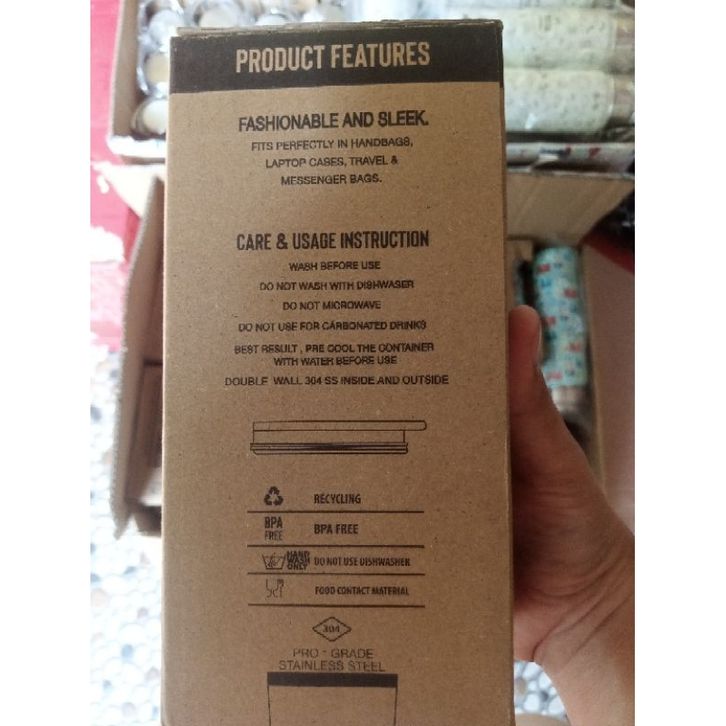 PRODUCT FEATURES
FASHIONABLE AND SLEEK.
FITS PERFECTLY IN HANDBAGS,
LAPTOP CASES, TRAVEL &
MESSENGER BAGS.
CARE & USAGE INSTRUCTION
WASH BEFORE USE
DO NOT WASH WITH DISHWASER
DO NOT MICROWAVE
DO NOT USE FOR CARBONATED DRINKS
BEST RESULT , PRE COOL THE CONTAINER
WITH WATER BEFORE USE
DOUBLE WALL 304 SS INSIDE AND OUTSIDE
RECYCLING
BPA
FREE
BPA FREE
HAND
WASH
ONLY
DO NOT USE DISHWASHER
FOOD CONTACT MATERIAL
304
PRO - GRADE
STAINLESS STEEL